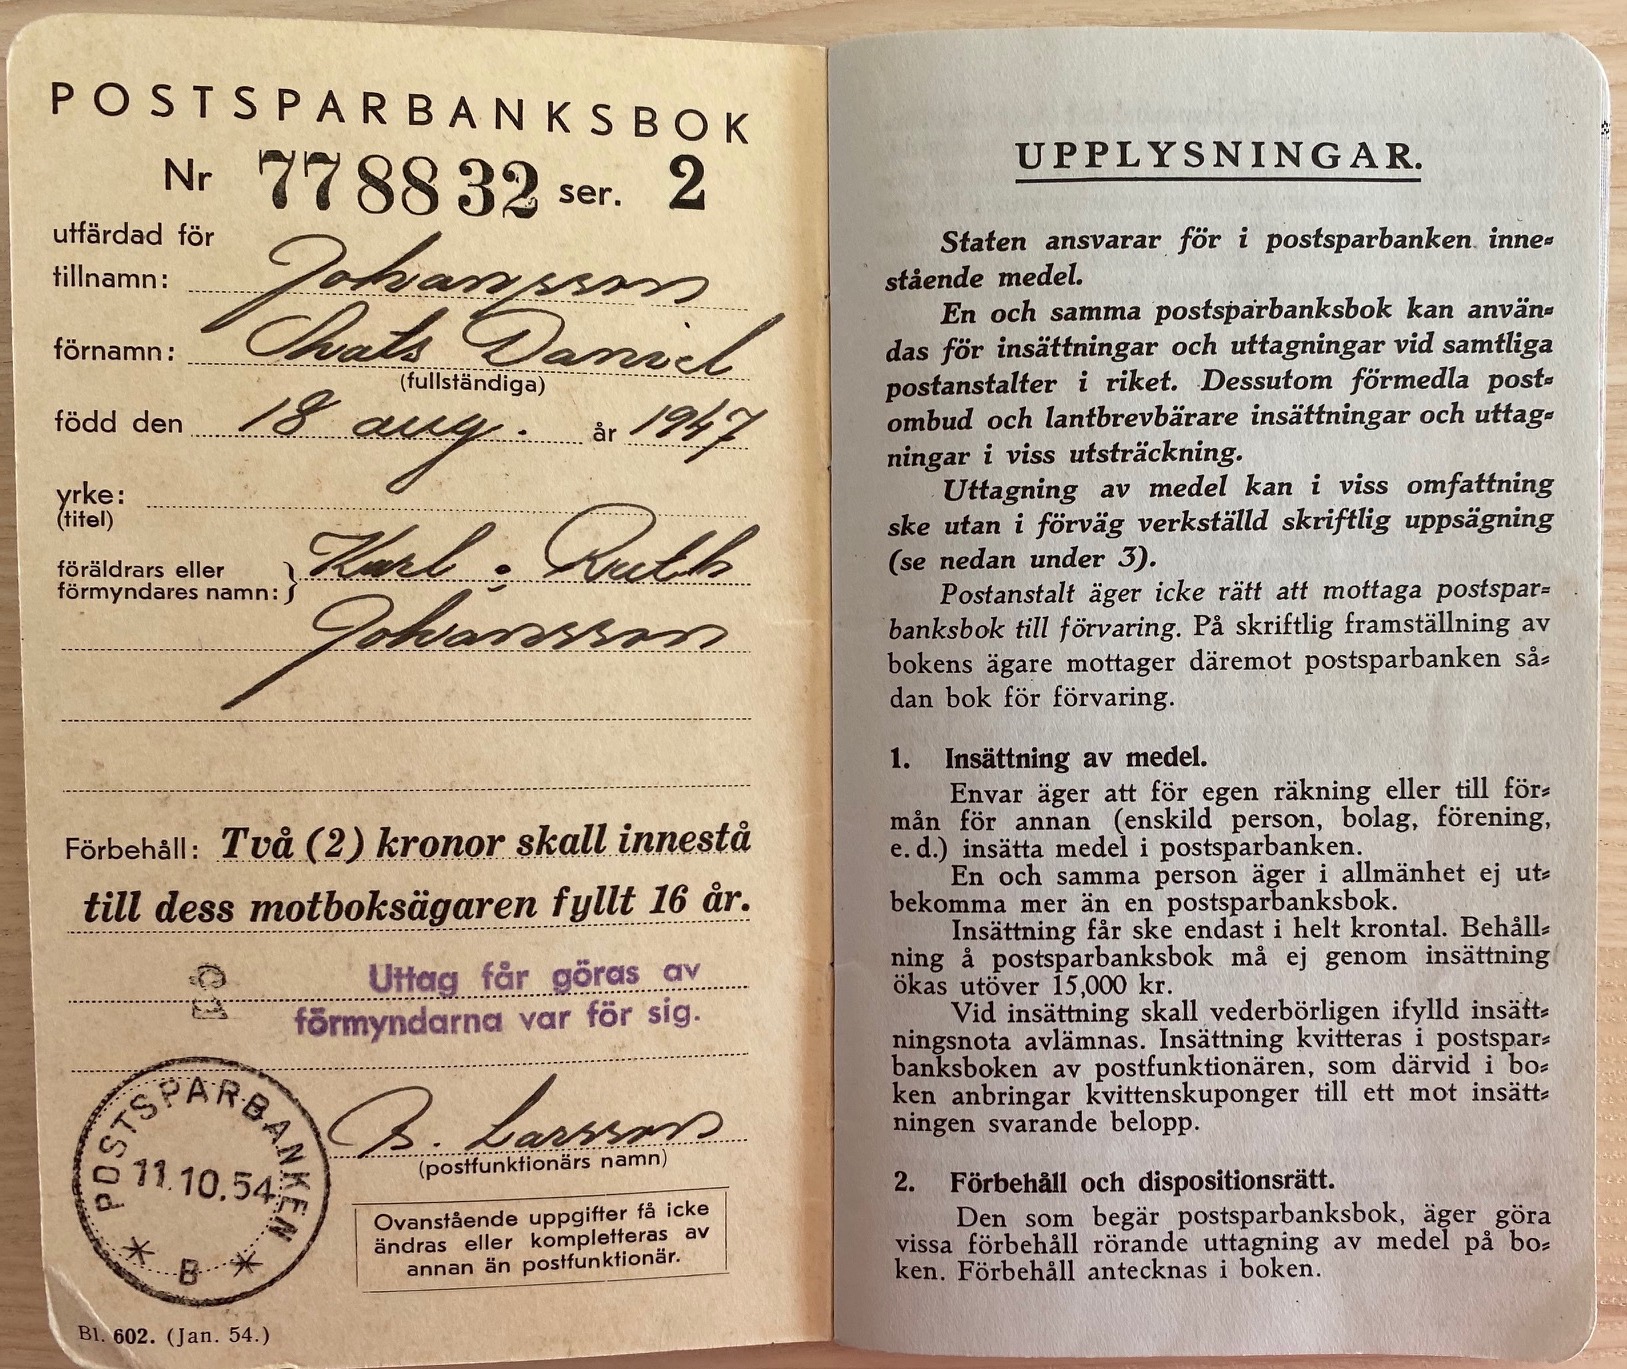 POSTSPARBANKSBOK
Nr 778832 ser. 2
utfärdad för
tillnamn: Johansson
förnamn: Mats Daniel
(fullständiga)
född den 18 aug. år 1947
yrke:
(titel)
föräldrars eller
förmyndares namn: } Karl o Ruth
Johansson
Förbehåll: Två (2) kronor skall innestå
till dess motboksägaren fyllt 16 år.
Uttag får göras av
förmyndarna var för sig.
POSTSPARBANKEN
11.10.54
* B *
B. Larsson
(postfunktionärs namn)
Ovanstående uppgifter få icke
ändras eller kompletteras av
annan än postfunktionär.
Bl. 602. (Jan. 54.)
UPPLYSNINGAR.
Staten ansvarar för i postsparbanken inne-
stående medel.
En och samma postsparbanksbok kan använ-
das för insättningar och uttagningar vid samtliga
postanstalter i riket. Dessutom förmedla post-
ombud och lantbrevbärare insättningar och uttag-
ningar i viss utsträckning.
Uttagning av medel kan i viss omfattning
ske utan i förväg verkställd skriftlig uppsägning
(se nedan under 3).
Postanstalt äger icke rätt att mottaga postspar-
banksbok till förvaring. På skriftlig framställning av
bokens ägare mottager däremot postsparbanken så-
dan bok för förvaring.
1. Insättning av medel.
Envar äger att för egen räkning eller till för-
mån för annan (enskild person, bolag, förening,
e. d.) insätta medel i postsparbanken.
En och samma person äger i allmänhet ej ut-
bekomma mer än en postsparbanksbok.
Insättning får ske endast i helt krontal. Behåll-
ning å postsparbanksbok må ej genom insättning
ökas utöver 15,000 kr.
Vid insättning skall vederbörligen ifylld insätt-
ningsnota avlämnas. Insättning kvitteras i postspar-
banksboken av postfunktionären, som därvid i bo-
ken anbringar kvittenskuponger till ett mot insätt-
ningen svarande belopp.
2. Förbehåll och dispositionsrätt.
Den som begär postsparbanksbok, äger göra
vissa förbehåll rörande uttagning av medel på bo-
ken. Förbehåll antecknas i boken.